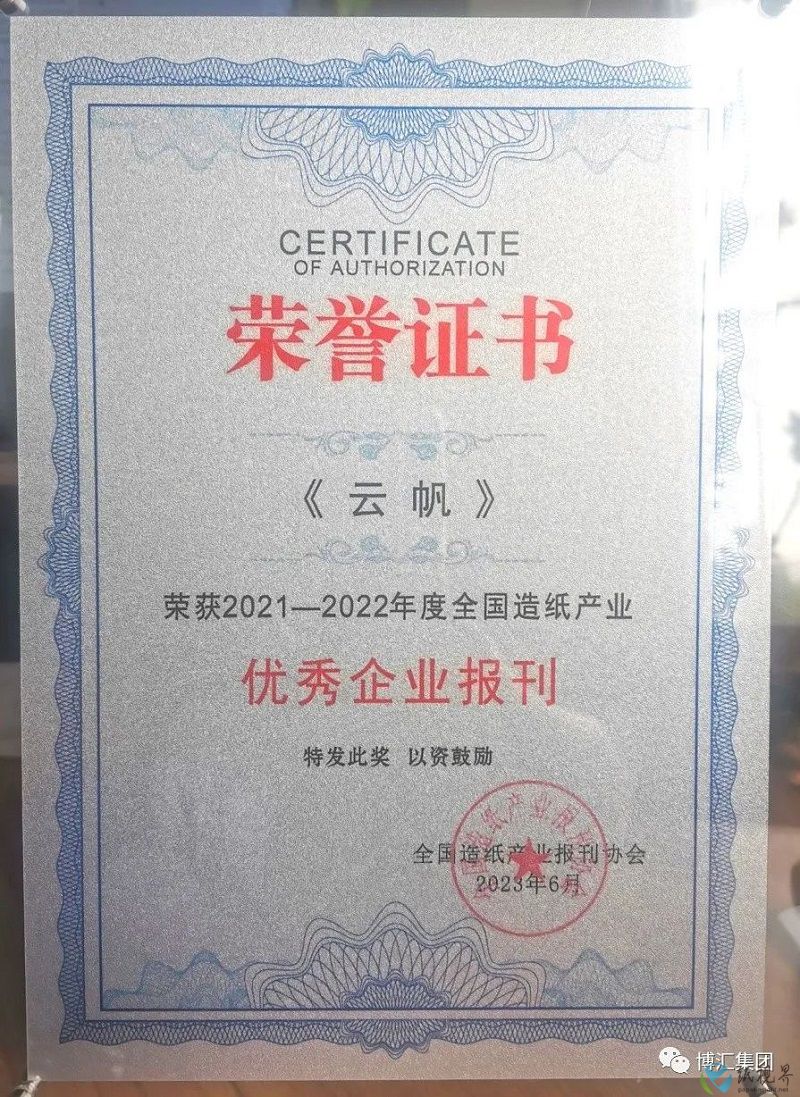 CERTIFICATE
OF AUTHORIZATION
荣誉证书
《云帆》
荣获2021—2022年度全国造纸产业
优秀企业报刊
特发此奖 以资鼓励
全国造纸产业报刊协会
2023年6月
博汇集团
纸视界